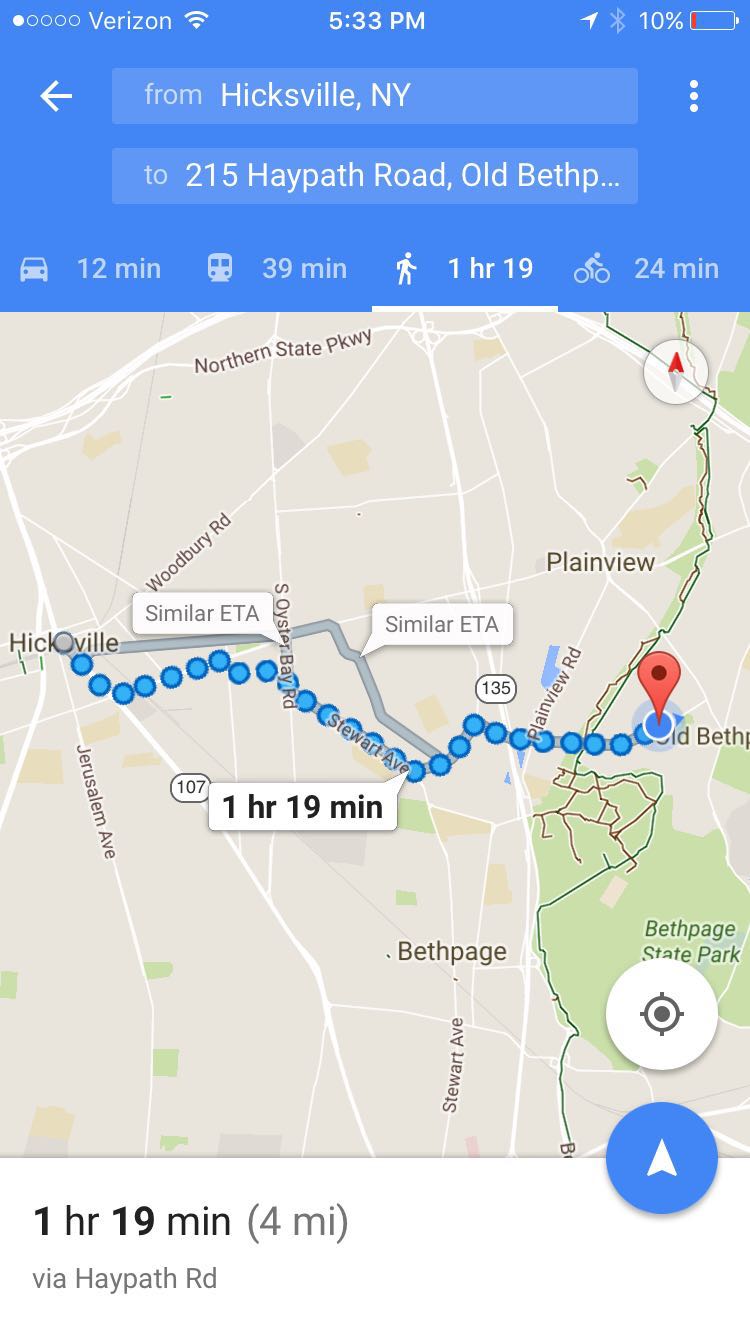 Verizon 5:33 PM 10%
from Hicksville, NY
to 215 Haypath Road, Old Bethp...
12 min 39 min 1 hr 19 24 min
Northern State Pkwy
Woodbury Rd
Plainview
S Oyster Bay Rd
Similar ETA
Similar ETA
Hicksville
135
Plainview Rd
Stewart Ave
Old Bethp
Jerusalem Ave
107
1 hr 19 min
Bethpage
State Park
Bethpage
Stewart Ave
Be
1 hr 19 min (4 mi)
via Haypath Rd